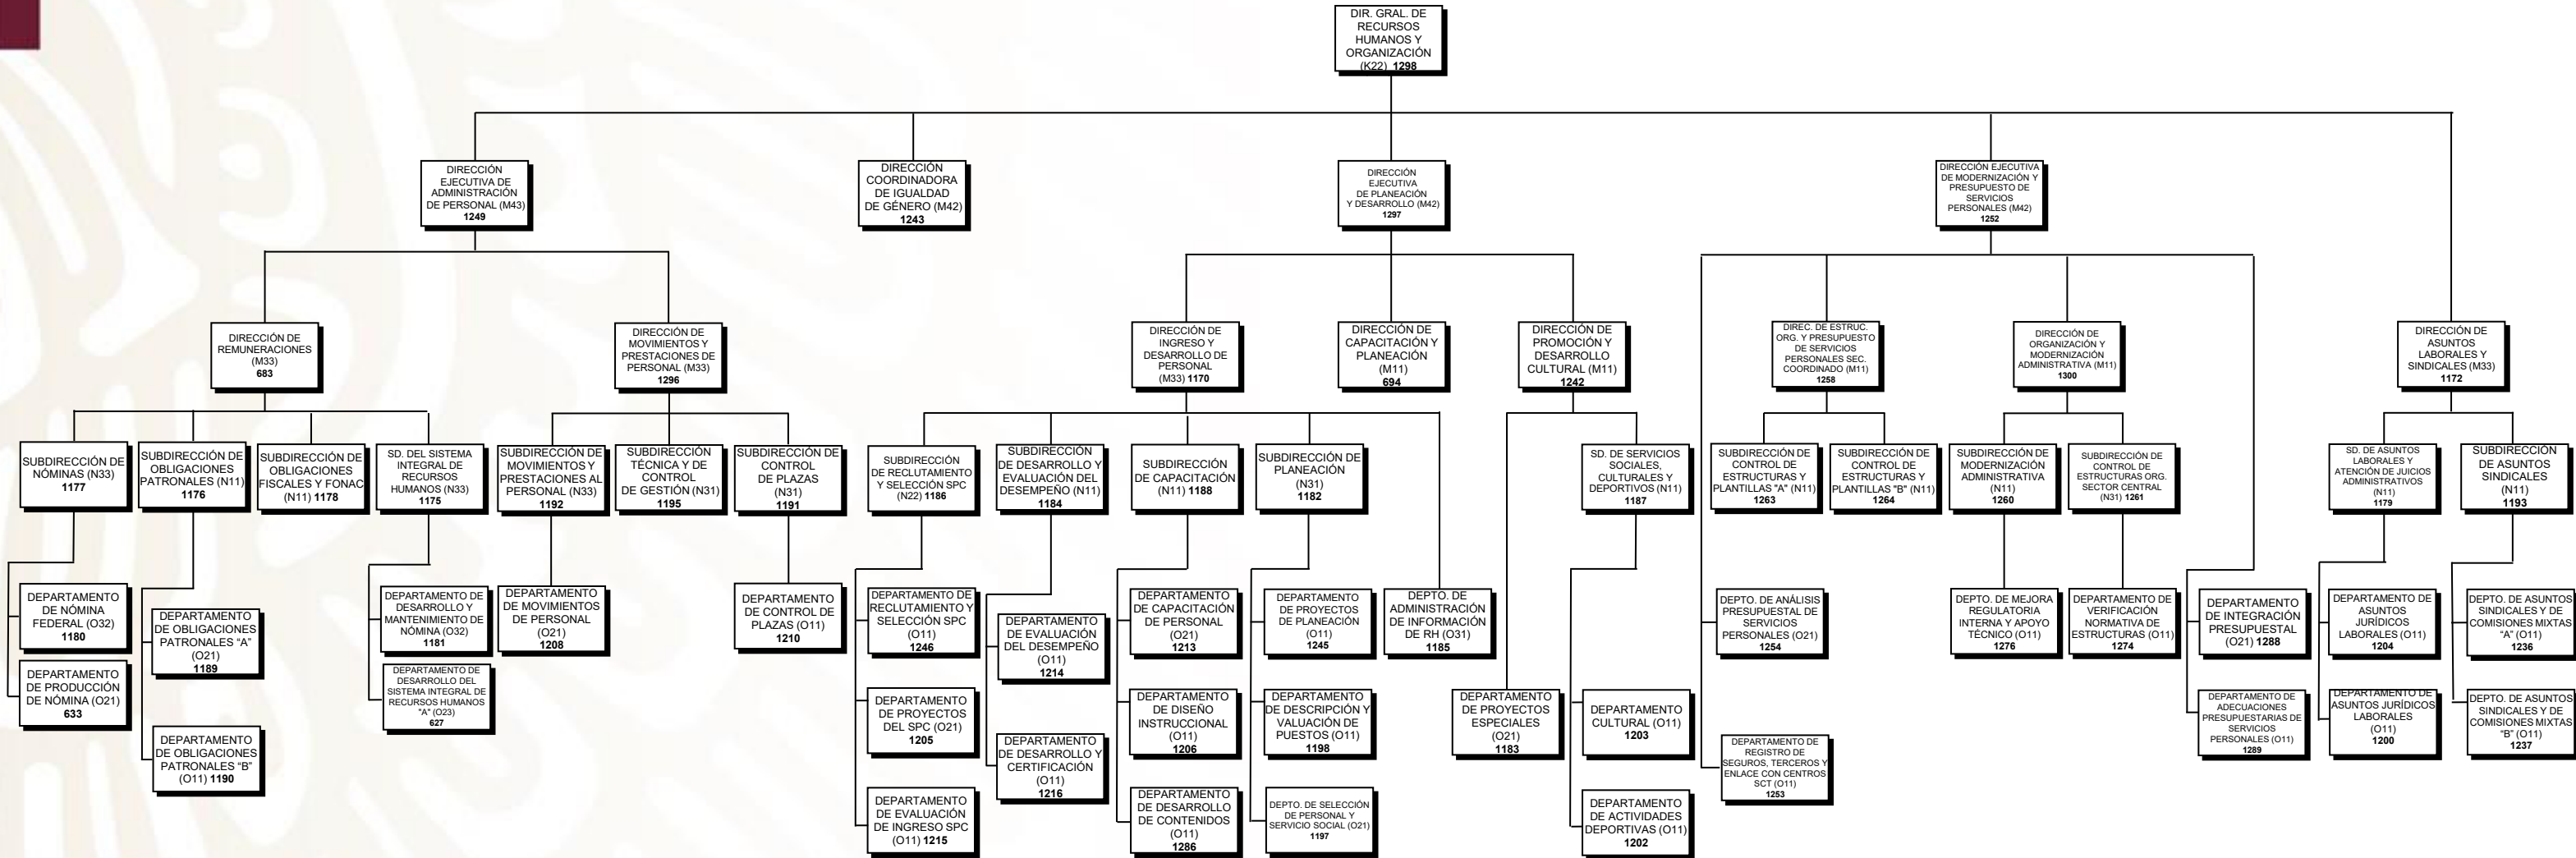 DIR. GRAL. DE
RECURSOS
HUMANOS Y
ORGANIZACIÓN
(K22) 1298
DIRECCIÓN
EJECUTIVA DE
ADMINISTRACIÓN
DE PERSONAL (M43)
1249
DIRECCIÓN
COORDINADORA
DE IGUALDAD
DE GÉNERO (M42)
1243
DIRECCIÓN
EJECUTIVA
DE PLANEACIÓN
Y DESARROLLO (M42)
1297
DIRECCIÓN EJECUTIVA
DE MODERNIZACIÓN Y
PRESUPUESTO DE
SERVICIOS
PERSONALES (M42)
1252
DIRECCIÓN DE
REMUNERACIONES
(M33)
683
DIRECCIÓN DE
MOVIMIENTOS Y
PRESTACIONES DE
PERSONAL (M33)
1296
DIRECCIÓN DE
INGRESO Y
DESARROLLO DE
PERSONAL
(M33) 1170
DIRECCIÓN DE
CAPACITACIÓN Y
PLANEACIÓN
(M11)
694
DIRECCIÓN DE
PROMOCIÓN Y
DESARROLLO
CULTURAL (M11)
1242
DIREC. DE ESTRUC.
ORG. Y PRESUPUESTO
DE SERVICIOS
PERSONALES SEC.
COORDINADO (M11)
1258
DIRECCIÓN DE
ORGANIZACIÓN Y
MODERNIZACIÓN
ADMINISTRATIVA (M11)
1300
DIRECCIÓN DE
ASUNTOS
LABORALES Y
SINDICALES (M33)
1172
SUBDIRECCIÓN DE
NÓMINAS (N33)
1177
SUBDIRECCIÓN DE
OBLIGACIONES
PATRONALES (N11)
1176
SUBDIRECCIÓN DE
OBLIGACIONES
FISCALES Y FONAC
(N11) 1178
SD. DEL SISTEMA
INTEGRAL DE
RECURSOS
HUMANOS (N33)
1175
SUBDIRECCIÓN DE
MOVIMIENTOS Y
PRESTACIONES AL
PERSONAL (N33)
1192
SUBDIRECCIÓN
TÉCNICA Y DE
CONTROL
DE GESTIÓN (N31)
1195
SUBDIRECCIÓN DE
CONTROL
DE PLAZAS
(N31)
1191
SUBDIRECCIÓN
DE RECLUTAMIENTO
Y SELECCIÓN SPC
(N22) 1186
SUBDIRECCIÓN
DE DESARROLLO Y
EVALUACIÓN DEL
DESEMPEÑO (N11)
1184
SUBDIRECCIÓN
DE CAPACITACIÓN
(N11) 1188
SUBDIRECCIÓN DE
PLANEACIÓN
(N31)
1182
SD. DE SERVICIOS
SOCIALES,
CULTURALES Y
DEPORTIVOS (N11)
1187
SUBDIRECCIÓN DE
CONTROL DE
ESTRUCTURAS Y
PLANTILLAS "A" (N11)
1263
SUBDIRECCIÓN DE
CONTROL DE
ESTRUCTURAS Y
PLANTILLAS "B" (N11)
1264
SUBDIRECCIÓN DE
MODERNIZACIÓN
ADMINISTRATIVA
(N11)
1260
SUBDIRECCIÓN DE
CONTROL DE
ESTRUCTURAS ORG.
SECTOR CENTRAL
(N31) 1261
SD. DE ASUNTOS
LABORALES Y
ATENCIÓN DE JUICIOS
ADMINISTRATIVOS
(N11)
1179
SUBDIRECCIÓN
DE ASUNTOS
SINDICALES
(N11)
1193
DEPARTAMENTO
DE NÓMINA
FEDERAL (O32)
1180
DEPARTAMENTO
DE OBLIGACIONES
PATRONALES “A”
(O21)
1189
DEPARTAMENTO DE
DESARROLLO Y
MANTENIMIENTO DE
NÓMINA (O32)
1181
DEPARTAMENTO
DE MOVIMIENTOS
DE PERSONAL
(O21)
1208
DEPARTAMENTO
DE CONTROL DE
PLAZAS (O11)
1210
DEPARTAMENTO DE
RECLUTAMIENTO Y
SELECCIÓN SPC
(O11)
1246
DEPARTAMENTO
DE EVALUACIÓN
DEL DESEMPEÑO
(O11)
1214
DEPARTAMENTO
DE CAPACITACIÓN
DE PERSONAL
(O21)
1213
DEPARTAMENTO
DE PROYECTOS
DE PLANEACIÓN
(O11)
1245
DEPTO. DE
ADMINISTRACIÓN
DE INFORMACIÓN
DE RH (O31)
1185
DEPTO. DE ANÁLISIS
PRESUPUESTAL DE
SERVICIOS
PERSONALES (O21)
1254
DEPTO. DE MEJORA
REGULATORIA
INTERNA Y APOYO
TÉCNICO (O11)
1276
DEPARTAMENTO DE
VERIFICACIÓN
NORMATIVA DE
ESTRUCTURAS (O11)
1274
DEPARTAMENTO
DE INTEGRACIÓN
PRESUPUESTAL
(O21) 1288
DEPARTAMENTO DE
ASUNTOS
JURÍDICOS
LABORALES (O11)
1204
DEPTO. DE ASUNTOS
SINDICALES Y DE
COMISIONES MIXTAS
“A” (O11)
1236
DEPARTAMENTO
DE PRODUCCIÓN
DE NÓMINA (O21)
633
DEPARTAMENTO
DE OBLIGACIONES
PATRONALES “B”
(O11) 1190
DEPARTAMENTO DE
DESARROLLO DEL
SISTEMA INTEGRAL DE
RECURSOS HUMANOS
"A" (O23)
627
DEPARTAMENTO
DE PROYECTOS
DEL SPC (O21)
1205
DEPARTAMENTO
DE DESARROLLO Y
CERTIFICACIÓN
(O11)
1216
DEPARTAMENTO
DE DISEÑO
INSTRUCCIONAL
(O11)
1206
DEPARTAMENTO
DE DESCRIPCIÓN Y
VALUACIÓN DE
PUESTOS (O11)
1198
DEPARTAMENTO
DE PROYECTOS
ESPECIALES
(O21)
1183
DEPARTAMENTO
CULTURAL (O11)
1203
DEPARTAMENTO DE
REGISTRO DE
SEGUROS, TERCEROS Y
ENLACE CON CENTROS
SCT (O11)
1253
DEPARTAMENTO DE
ADECUACIONES
PRESUPUESTARIAS DE
SERVICIOS
PERSONALES (O11)
1289
DEPARTAMENTO DE
ASUNTOS JURÍDICOS
LABORALES
(O11)
1200
DEPTO. DE ASUNTOS
SINDICALES Y DE
COMISIONES MIXTAS
“B” (O11)
1237
DEPARTAMENTO
DE EVALUACIÓN
DE INGRESO SPC
(O11) 1215
DEPARTAMENTO
DE DESARROLLO
DE CONTENIDOS
(O11)
1286
DEPTO. DE SELECCIÓN
DE PERSONAL Y
SERVICIO SOCIAL (O21)
1197
DEPARTAMENTO
DE ACTIVIDADES
DEPORTIVAS (O11)
1202